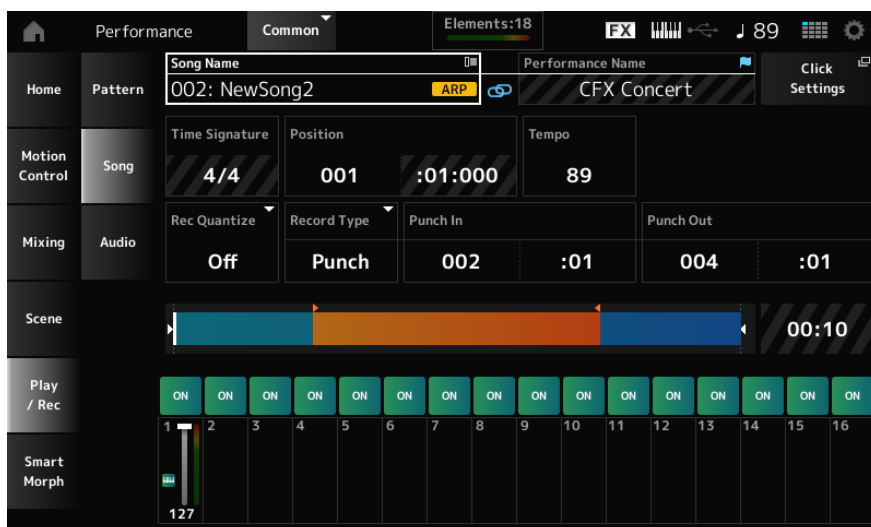 Performance
Common
Elements:18
FX
♩ 89
Home
Motion
Control
Mixing
Scene
Play
/ Rec
Smart
Morph
Pattern
Song
Audio
Song Name
002: NewSong2
ARP
Performance Name
CFX Concert
Click
Settings
Time Signature
4/4
Position
001 :01:000
Tempo
89
Rec Quantize
Off
Record Type
Punch
Punch In
002 :01
Punch Out
004 :01
00:10
ON ON ON ON ON ON ON ON ON ON ON ON ON ON ON ON
1 2 3 4 5 6 7 8 9 10 11 12 13 14 15 16
127